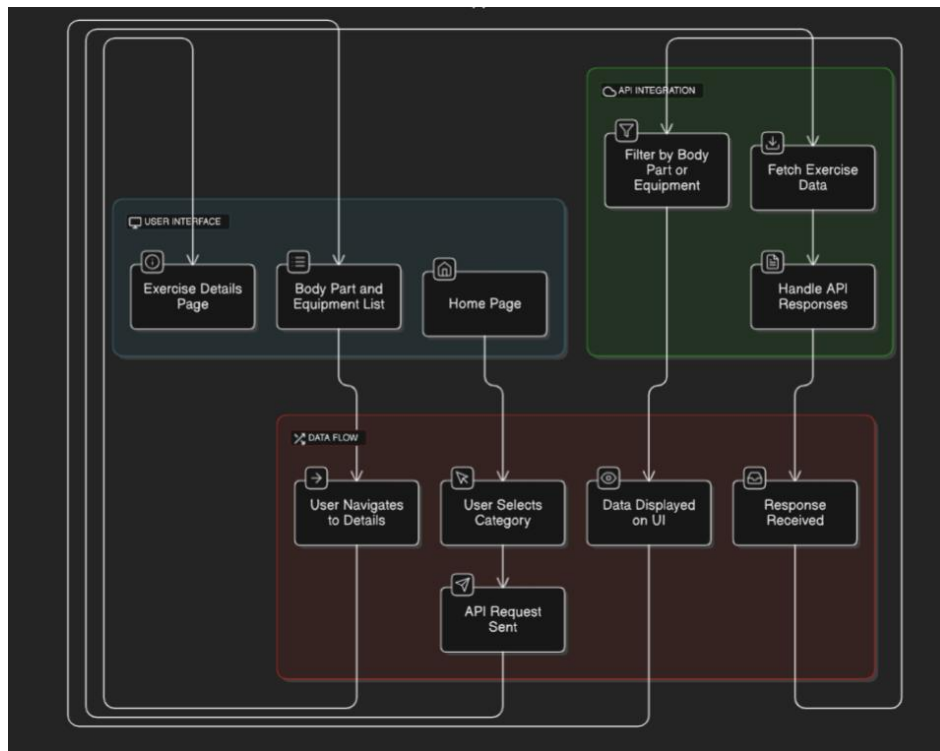 API INTEGRATION
Filter by Body
Part or
Equipment
Fetch Exercise
Data
USER INTERFACE
Exercise Details
Page
Body Part and
Equipment List
Home Page
Handle API
Responses
DATA FLOW
User Navigates
to Details
User Selects
Category
Data Displayed
on UI
Response
Received
API Request
Sent